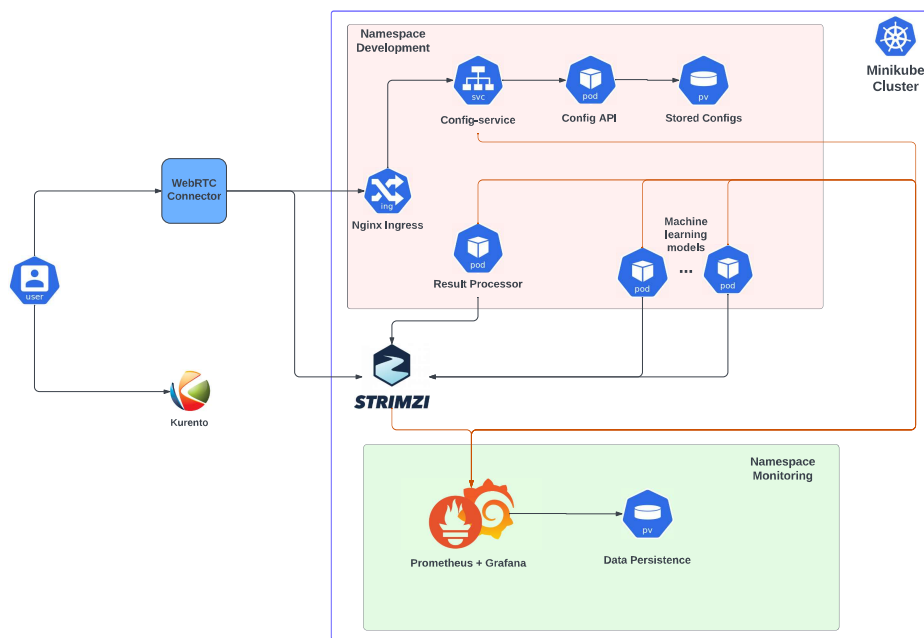 Namespace
Development
Minikube
Cluster
svc
Config-service
pod
Config API
pv
Stored Configs
WebRTC
Connector
ing
Nginx Ingress
Machine
learning
models
pod
Result Processor
pod
...
pod
user
STRIMZI
Kurento
Namespace
Monitoring
Prometheus + Grafana
pv
Data Persistence